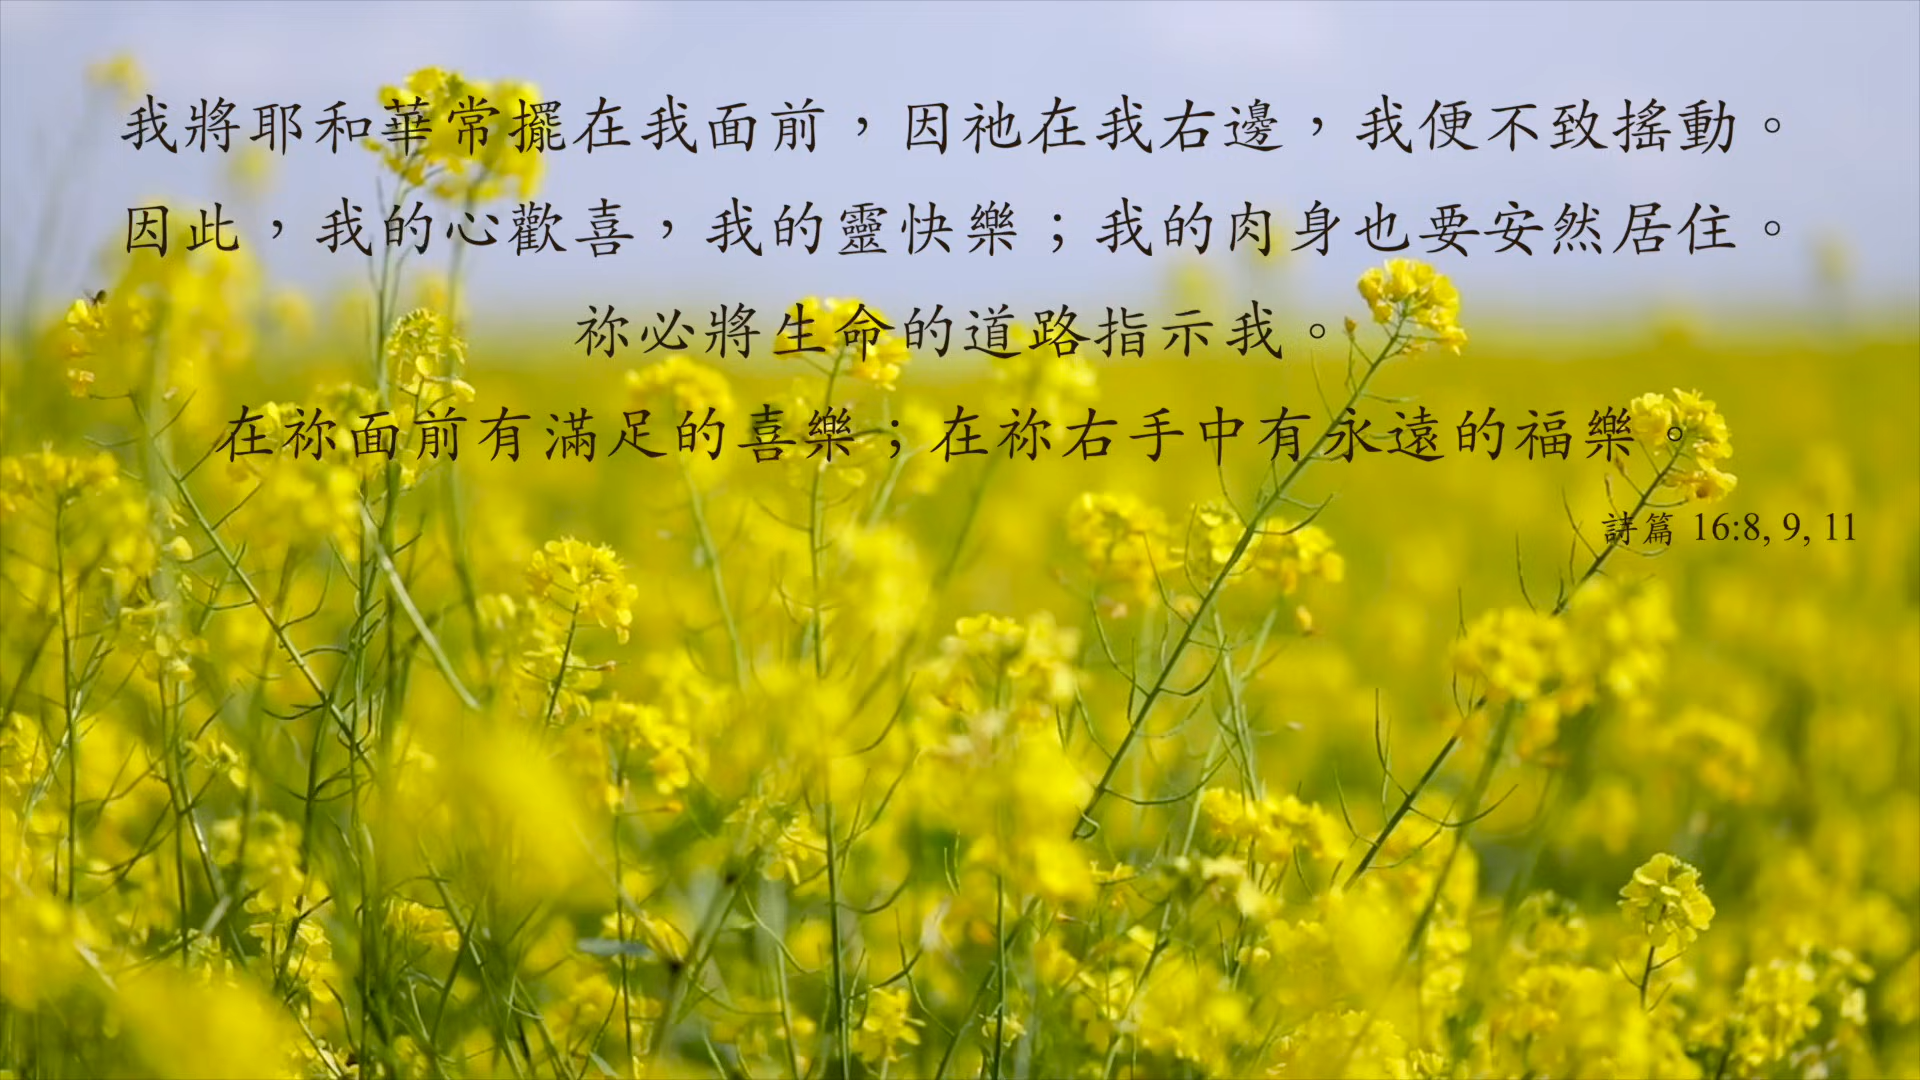 我將耶和華常擺在我面前，因祂在我右邊，我便不致搖動。
因此，我的心歡喜，我的靈快樂；我的肉身也要安然居住。
祢必將生命的道路指示我。
在祢面前有滿足的喜樂；在祢右手中有永遠的福樂。
詩篇 16:8, 9, 11